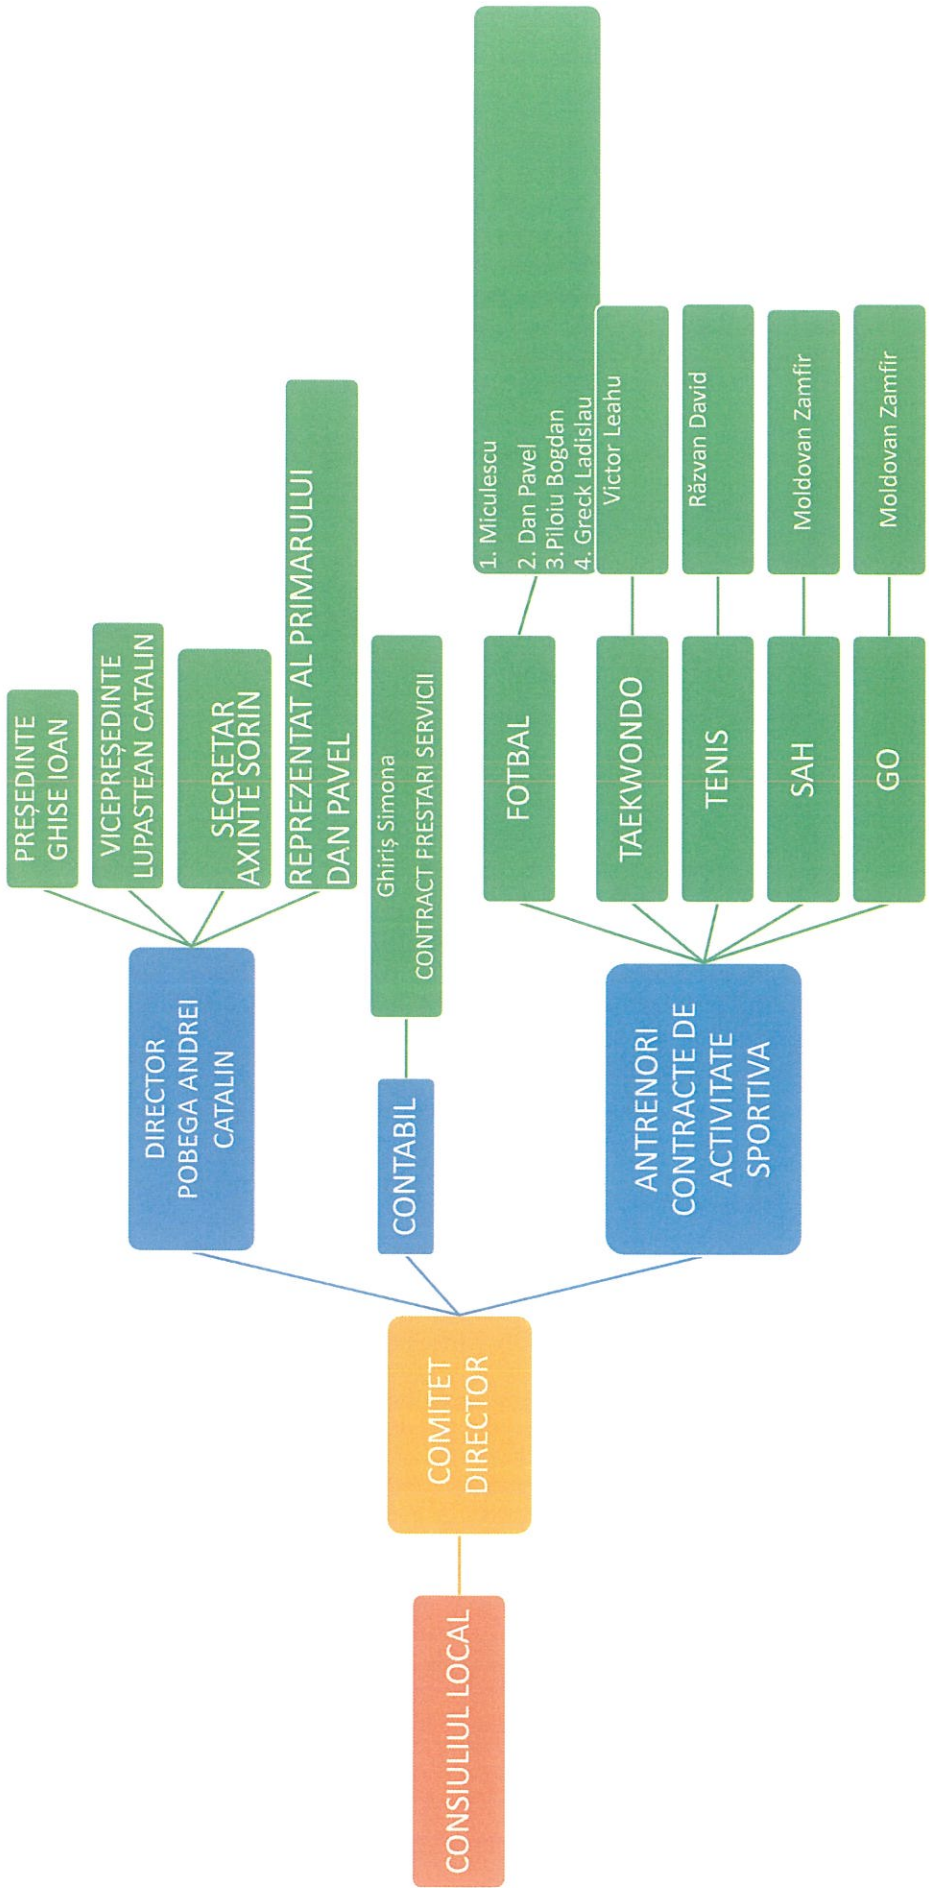 CONSIULIUL LOCAL
COMITET
DIRECTOR
DIRECTOR
POBEGA ANDREI
CATALIN
PREȘEDINTE
GHISE IOAN
VICEPREȘEDINTE
LUPASTEAN CATALIN
SECRETAR
AXINTE SORIN
REPREZENTAT AL PRIMARULUI
DAN PAVEL
CONTABIL
Ghiriș Simona
CONTRACT PRESTARI SERVICII
ANTRENORI
CONTRACTE DE
ACTIVITATE
SPORTIVA
FOTBAL
1. Miculescu
2. Dan Pavel
3.Piloiu Bogdan
4. Greck Ladislau
TAEKWONDO
Victor Leahu
TENIS
Răzvan David
SAH
Moldovan Zamfir
GO
Moldovan Zamfir